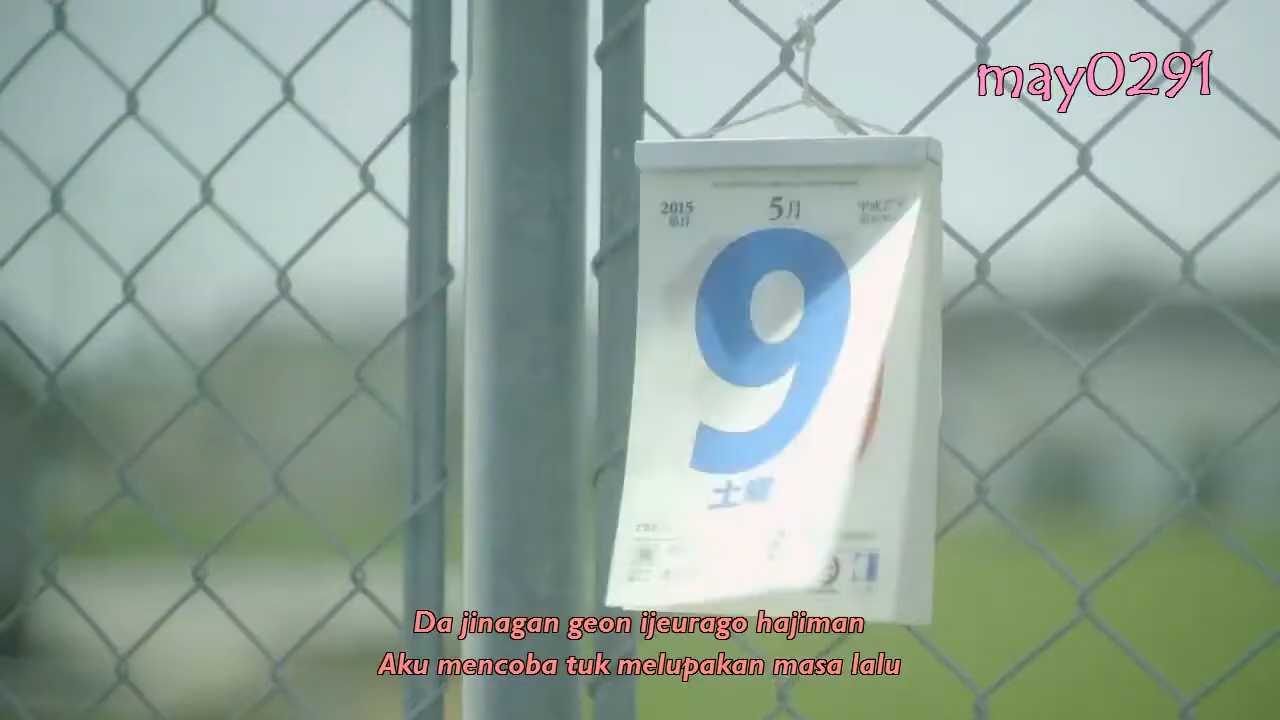 may0291
2015 5月
9
土曜
Da jinagan geon ijeurago hajiman
Aku mencoba tuk melupakan masa lalu